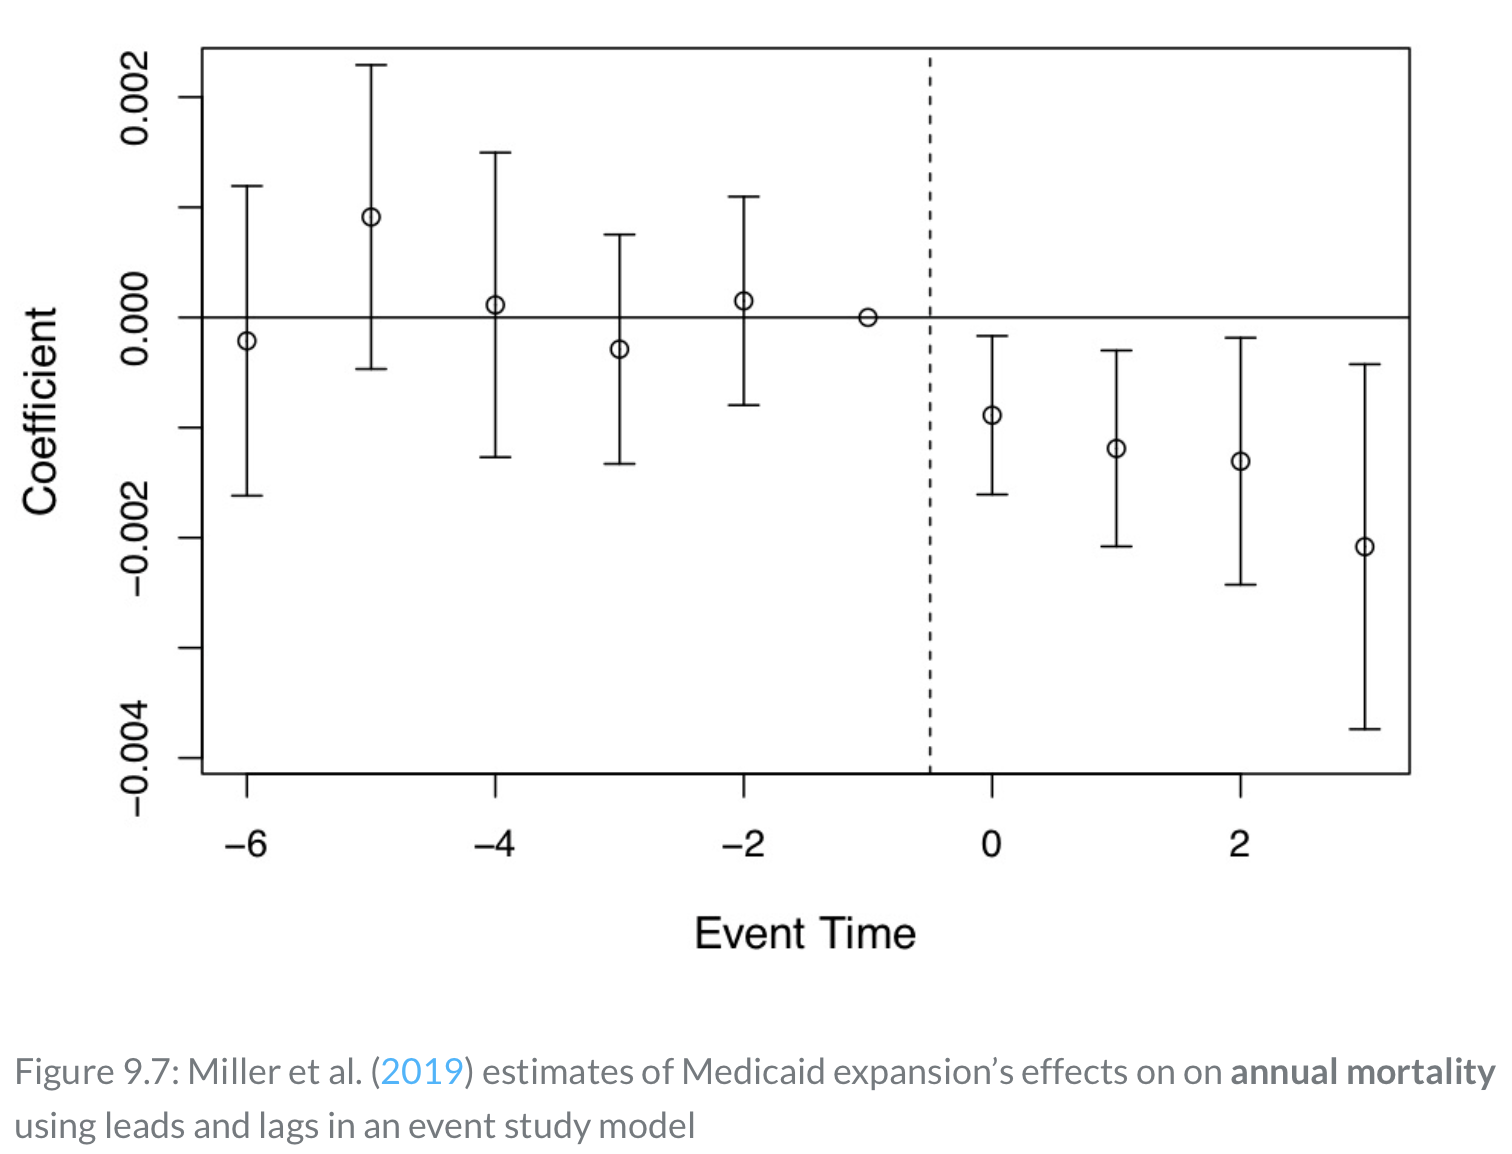 0.002
0.000
−0.002
−0.004
Coefficient
−6
−4
−2
0
2
Event Time
Figure 9.7: Miller et al. (2019) estimates of Medicaid expansion’s effects on on annual mortality
using leads and lags in an event study model